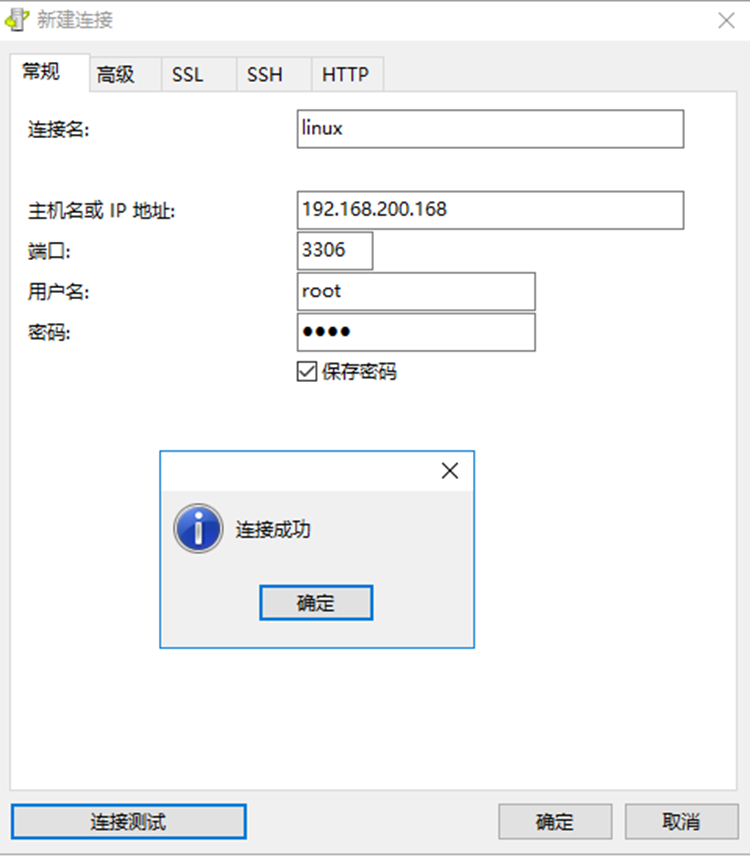 新建连接
常规 高级 SSL SSH HTTP
连接名: linux
主机名或 IP 地址: 192.168.200.168
端口: 3306
用户名: root
密码: ●●●●
保存密码
连接成功
确定
连接测试 确定 取消